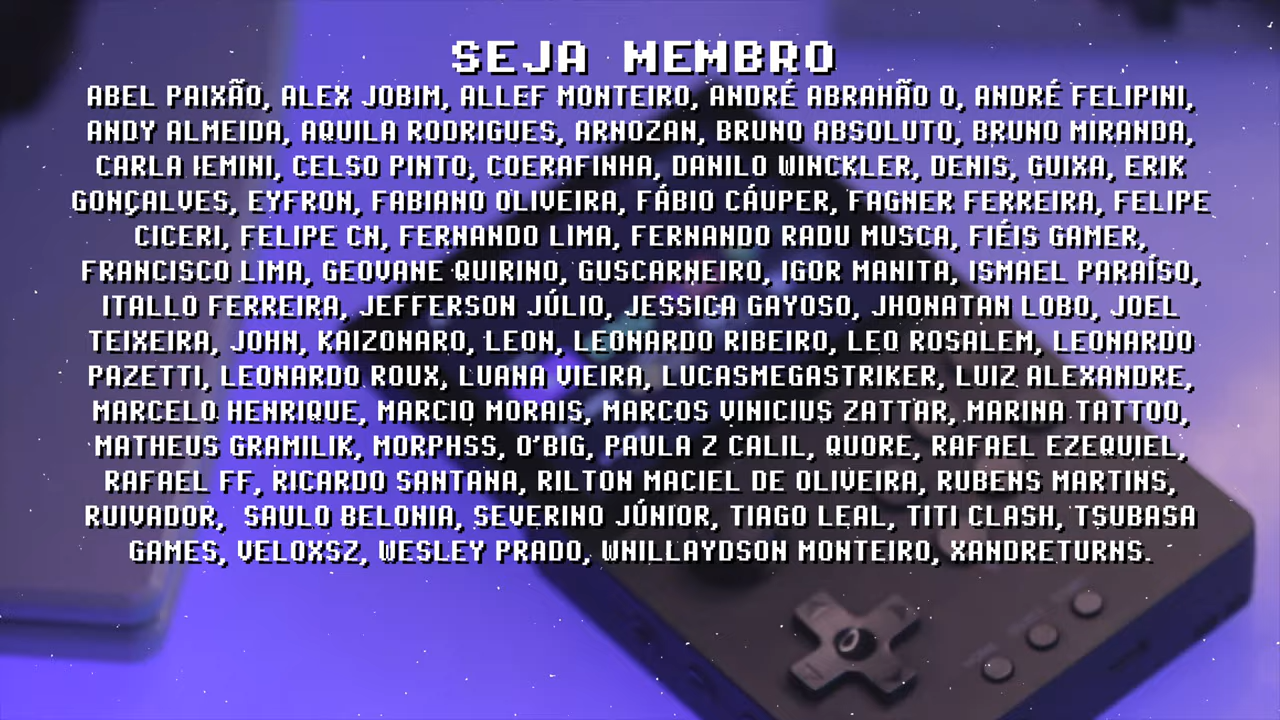 SEJA MEMBRO
ABEL PAIXÃO, ALEX JOBIM, ALLEF MONTEIRO, ANDRÉ ABRAHÃO O, ANDRÉ FELIPINI,
ANDY ALMEIDA, AQUILA RODRIGUES, ARNOZAN, BRUNO ABSOLUTO, BRUNO MIRANDA,
CARLA IEMINI, CELSO PINTO, COERAFINHA, DANILO WINCKLER, DENIS, GUIXA, ERIK
GONÇALVES, EYFRON, FABIANO OLIVEIRA, FÁBIO CÁUPER, FAGNER FERREIRA, FELIPE
CICERI, FELIPE CN, FERNANDO LIMA, FERNANDO RADU MUSCA, FIÉIS GAMER,
FRANCISCO LIMA, GEOVANE QUIRINO, GUSCARNEIRO, IGOR MANITA, ISMAEL PARAÍSO,
ITALLO FERREIRA, JEFFERSON JÚLIO, JESSICA GAYOSO, JHONATAN LOBO, JOEL
TEIXEIRA, JOHN, KAIZONARO, LEON, LEONARDO RIBEIRO, LEO ROSALEM, LEONARDO
PAZETTI, LEONARDO ROUX, LUANA VIEIRA, LUCASMEGASTRIKER, LUIZ ALEXANDRE,
MARCELO HENRIQUE, MARCIO MORAIS, MARCOS VINICIUS ZATTAR, MARINA TATTOO,
MATHEUS GRAMILIK, MORPHSS, O'BIG, PAULA Z CALIL, QUORE, RAFAEL EZEQUIEL,
RAFAEL FF, RICARDO SANTANA, RILTON MACIEL DE OLIVEIRA, RUBENS MARTINS,
RUIVADOR,  SAULO BELONIA, SEVERINO JÚNIOR, TIAGO LEAL, TITI CLASH, TSUBASA
GAMES, VELOXSZ, WESLEY PRADO, WNILLAYDSON MONTEIRO, XANDRETURNS.